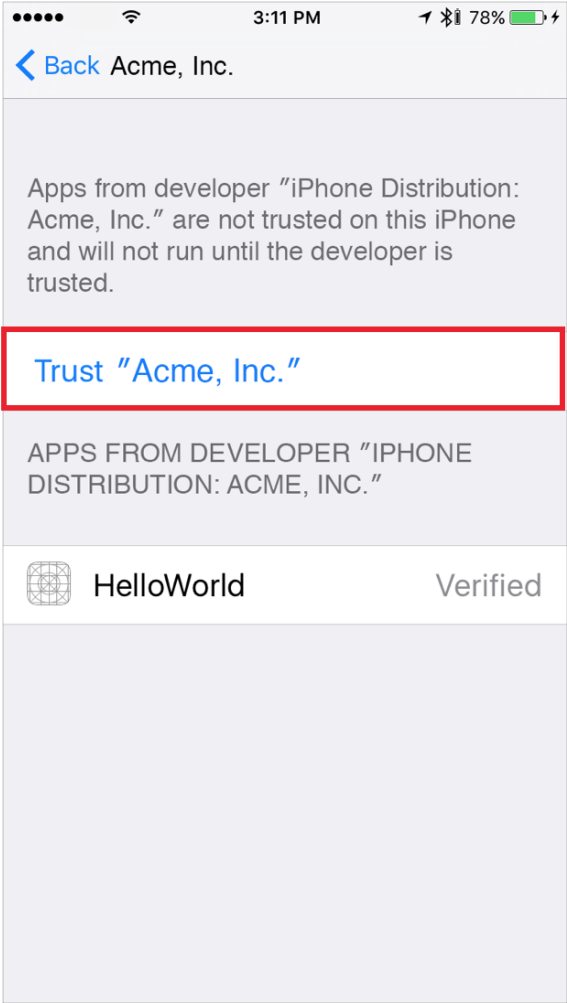 3:11 PM 78%
Back Acme, Inc.
Apps from developer "iPhone Distribution:
Acme, Inc." are not trusted on this iPhone
and will not run until the developer is
trusted.
Trust "Acme, Inc."
APPS FROM DEVELOPER "IPHONE
DISTRIBUTION: ACME, INC."
HelloWorld Verified